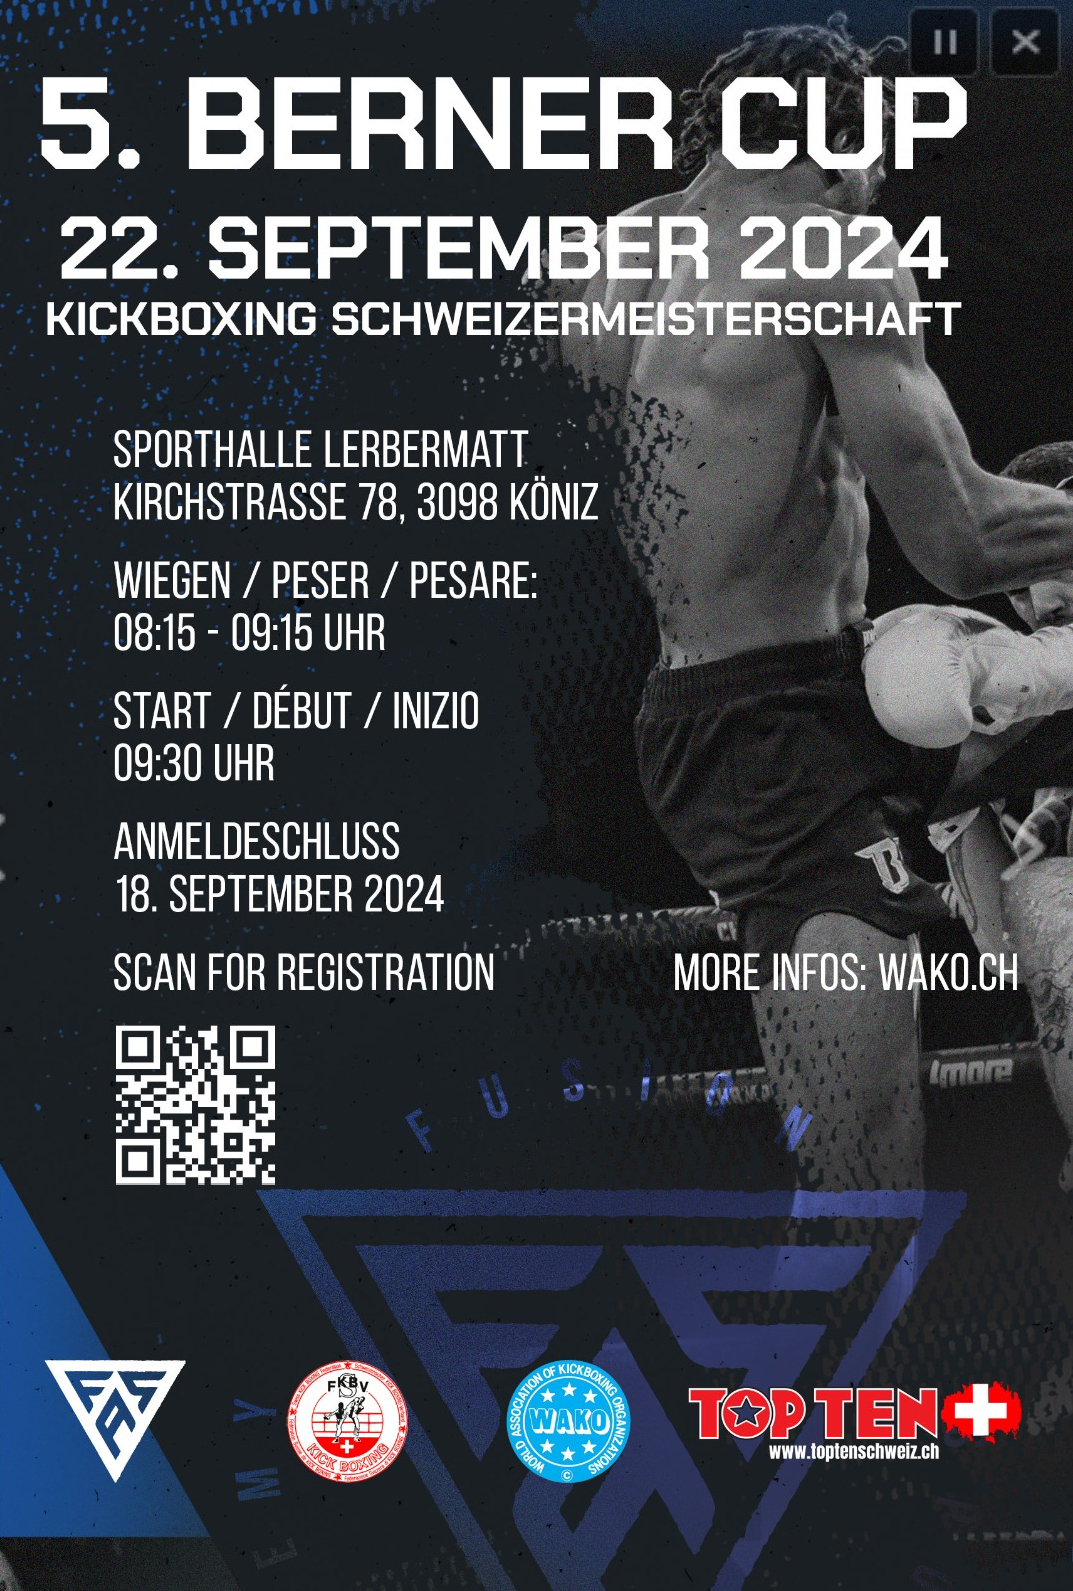 5. BERNER CUP
22. SEPTEMBER 2024
KICKBOXING SCHWEIZERMEISTERSCHAFT
SPORTHALLE LERBERMATT
KIRCHSTRASSE 78, 3098 KÖNIZ
WIEGEN / PESER / PESARE:
08:15 - 09:15 UHR
START / DÉBUT / INIZIO
09:30 UHR
ANMELDESCHLUSS
18. SEPTEMBER 2024
SCAN FOR REGISTRATION
MORE INFOS: WAKO.CH
FUSION
FKBV
KICK BOXING
WORLD ASSOCIATION OF KICKBOXING ORGANIZATIONS
WAKO
©
TOP TEN
www.toptenschweiz.ch